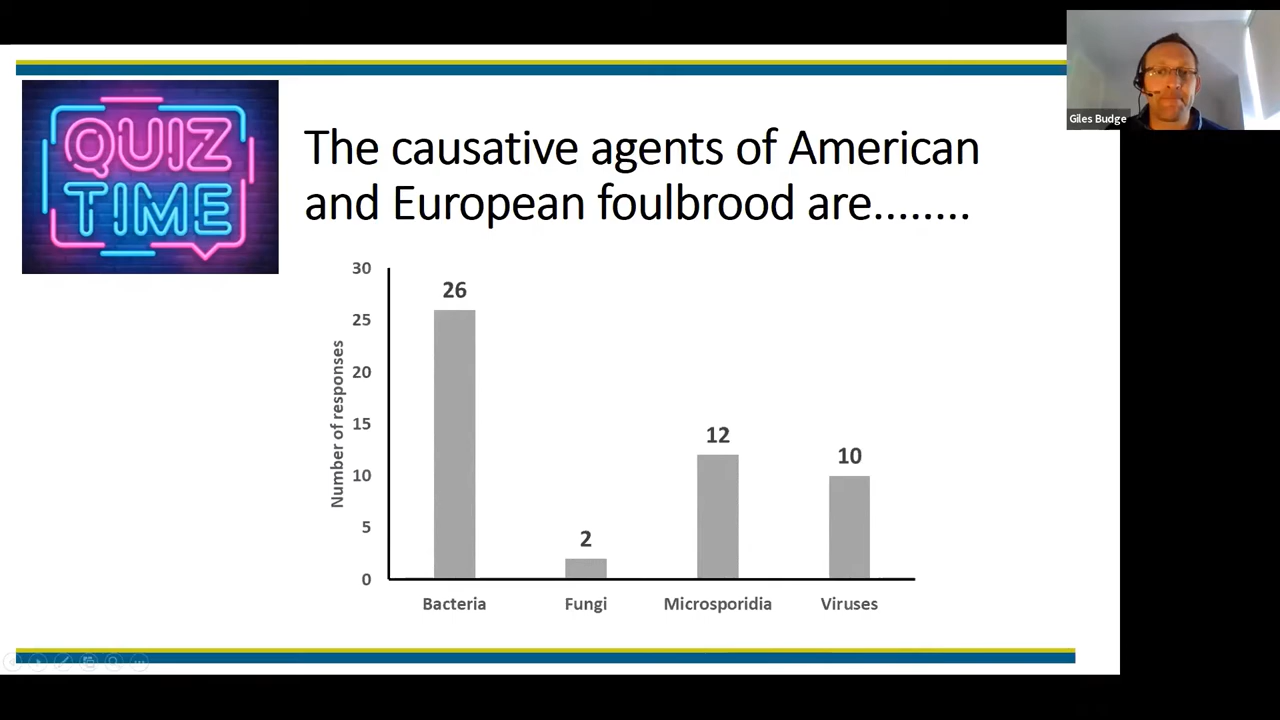 Giles Budge
QUIZ
TIME
The causative agents of American
and European foulbrood are........
Number of responses
30
25
20
15
10
5
0
26
2
12
10
Bacteria Fungi Microsporidia Viruses